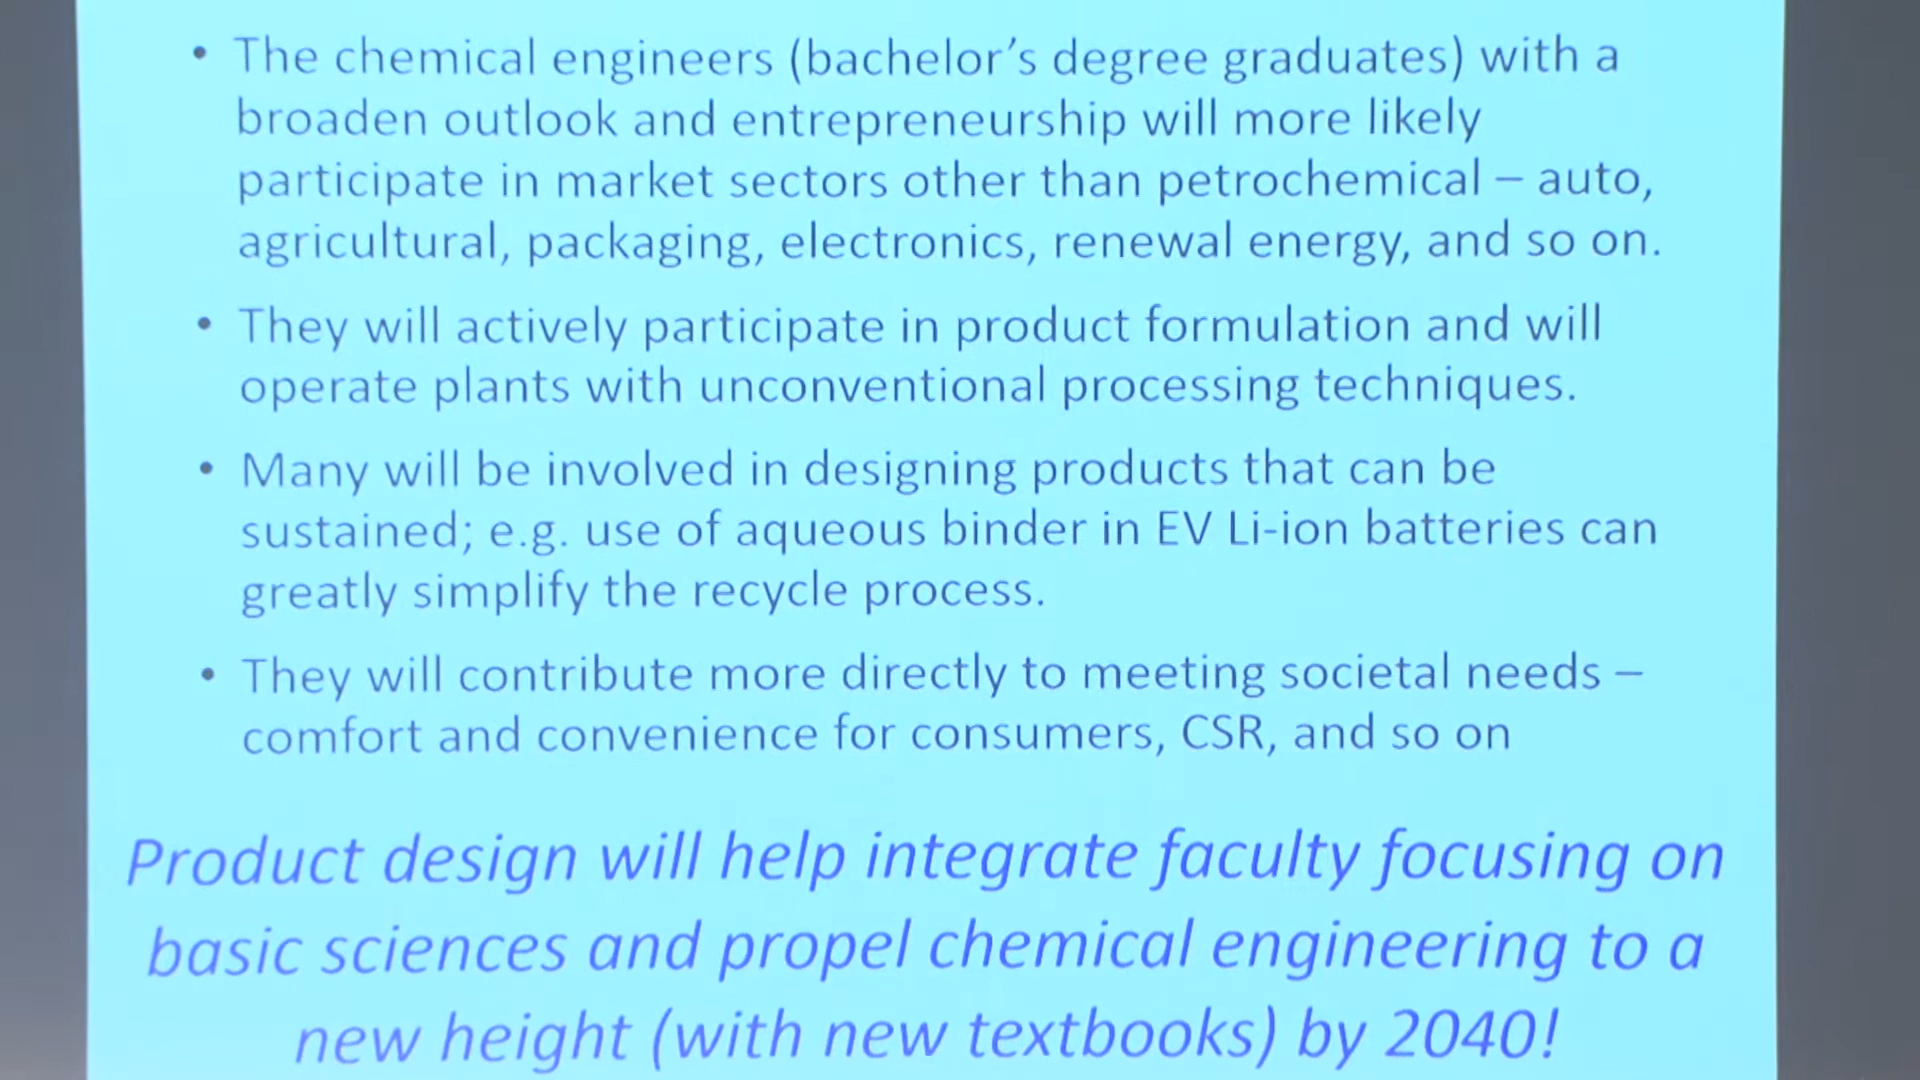 • The chemical engineers (bachelor's degree graduates) with a
broaden outlook and entrepreneurship will more likely
participate in market sectors other than petrochemical – auto,
agricultural, packaging, electronics, renewal energy, and so on.
• They will actively participate in product formulation and will
operate plants with unconventional processing techniques.
• Many will be involved in designing products that can be
sustained; e.g. use of aqueous binder in EV Li-ion batteries can
greatly simplify the recycle process.
• They will contribute more directly to meeting societal needs –
comfort and convenience for consumers, CSR, and so on
Product design will help integrate faculty focusing on
basic sciences and propel chemical engineering to a
new height (with new textbooks) by 2040!